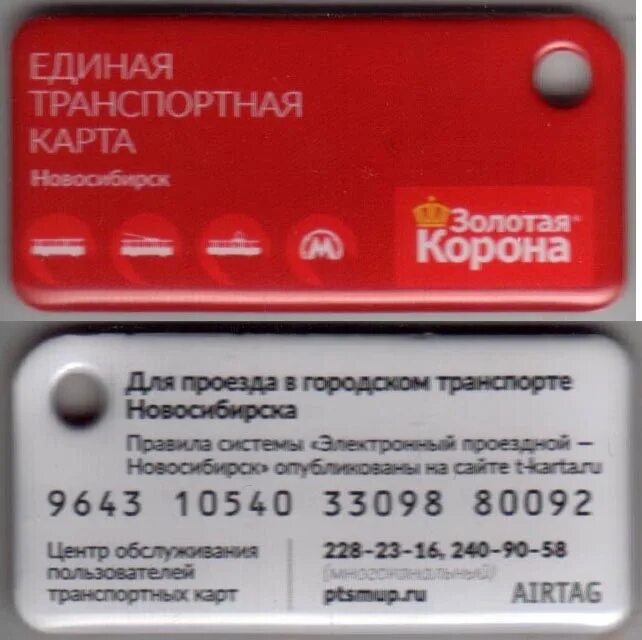 ЕДИНАЯ
ТРАНСПОРТНАЯ
КАРТА
Новосибирск
М
Золотая
Корона
Для проезда в городском транспорте
Новосибирска
Правила системы «Электронный проездной —
Новосибирск» опубликованы на сайте t-karta.ru
9643 10540 33098 80092
Центр обслуживания
пользователей
транспортных карт
228-23-16, 240-90-58
(многоканальный)
ptsmup.ru
AIRTAG